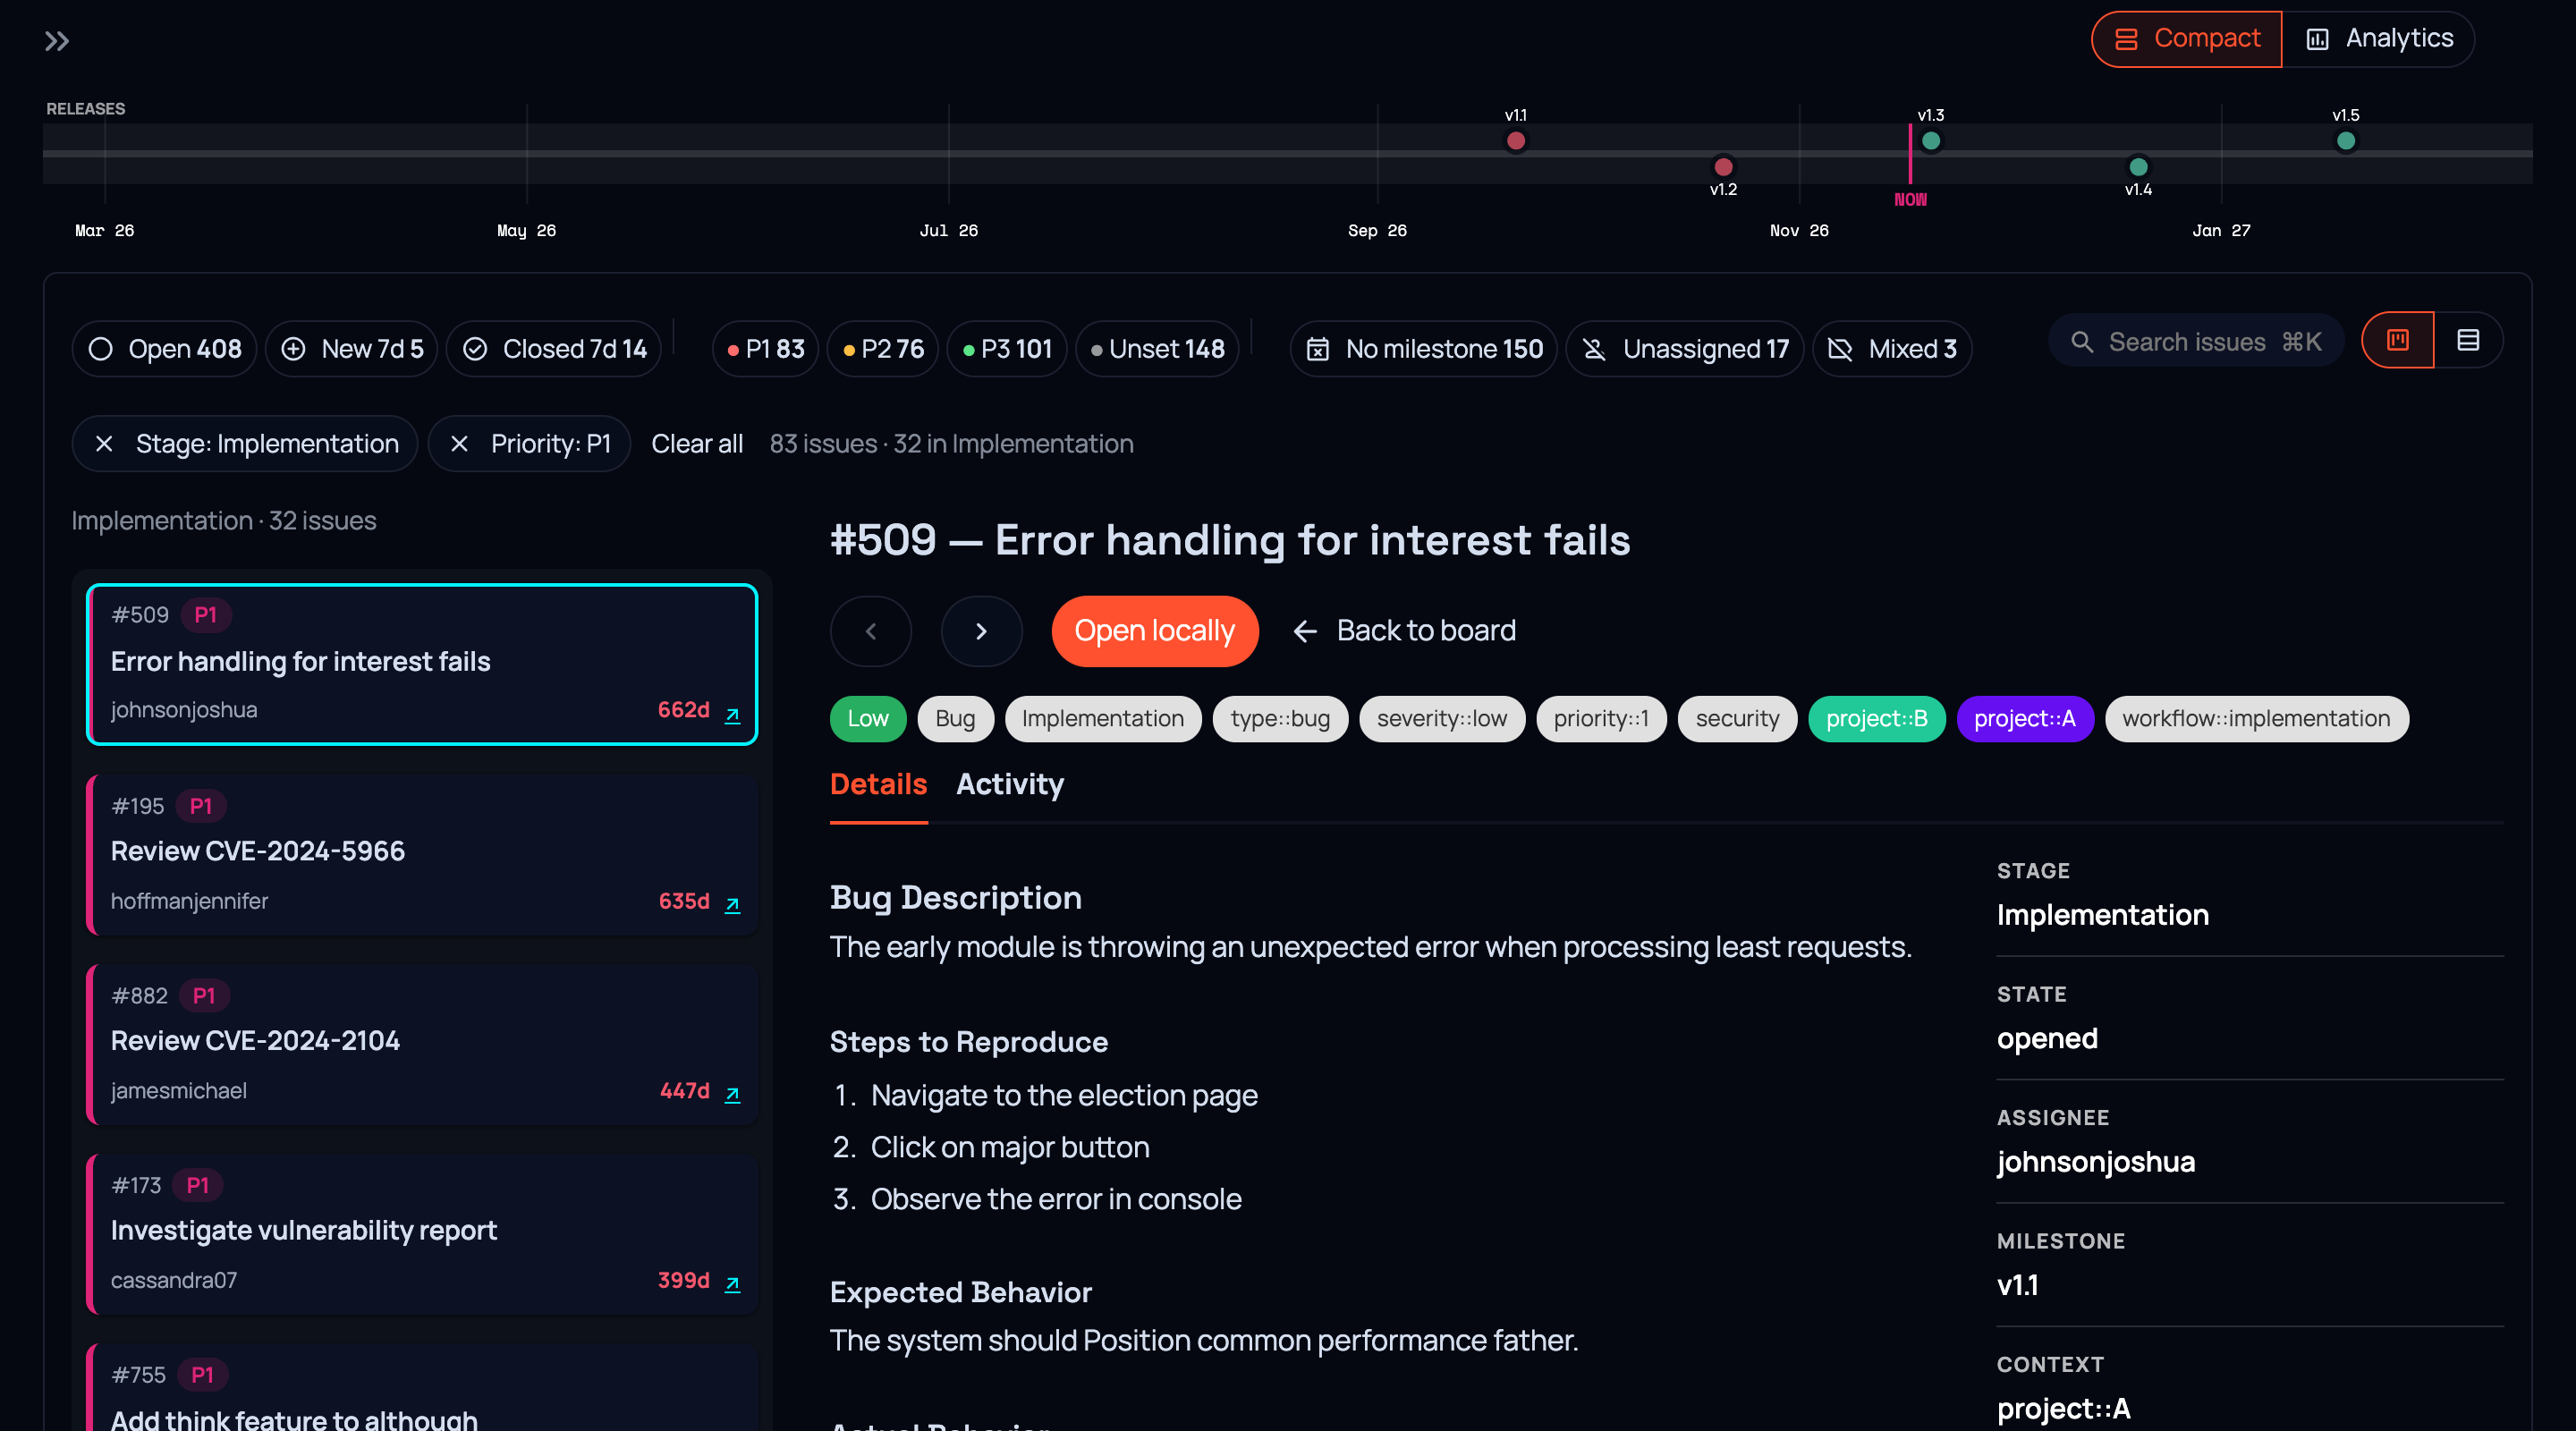 Compact
Analytics
RELEASES
v1.1
v1.3
v1.5
v1.2
NOW
v1.4
Mar 26
May 26
Jul 26
Sep 26
Nov 26
Jan 27
Open 408
New 7d 5
Closed 7d 14
P1 83
P2 76
P3 101
Unset 148
No milestone 150
Unassigned 17
Mixed 3
Search issues ⌘K
Stage: Implementation
Priority: P1
Clear all
83 issues · 32 in Implementation
Implementation · 32 issues
#509 P1
Error handling for interest fails
johnsonjoshua 662d
#195 P1
Review CVE-2024-5966
hoffmanjennifer 635d
#882 P1
Review CVE-2024-2104
jamesmichael 447d
#173 P1
Investigate vulnerability report
cassandra07 399d
#755 P1
Add think feature to although
#509 — Error handling for interest fails
Open locally
Back to board
Low
Bug
Implementation
type::bug
severity::low
priority::1
security
project::B
project::A
workflow::implementation
Details
Activity
Bug Description
The early module is throwing an unexpected error when processing least requests.
Steps to Reproduce
1. Navigate to the election page
2. Click on major button
3. Observe the error in console
Expected Behavior
The system should Position common performance father.
Actual Behavior
STAGE
Implementation
STATE
opened
ASSIGNEE
johnsonjoshua
MILESTONE
v1.1
CONTEXT
project::A